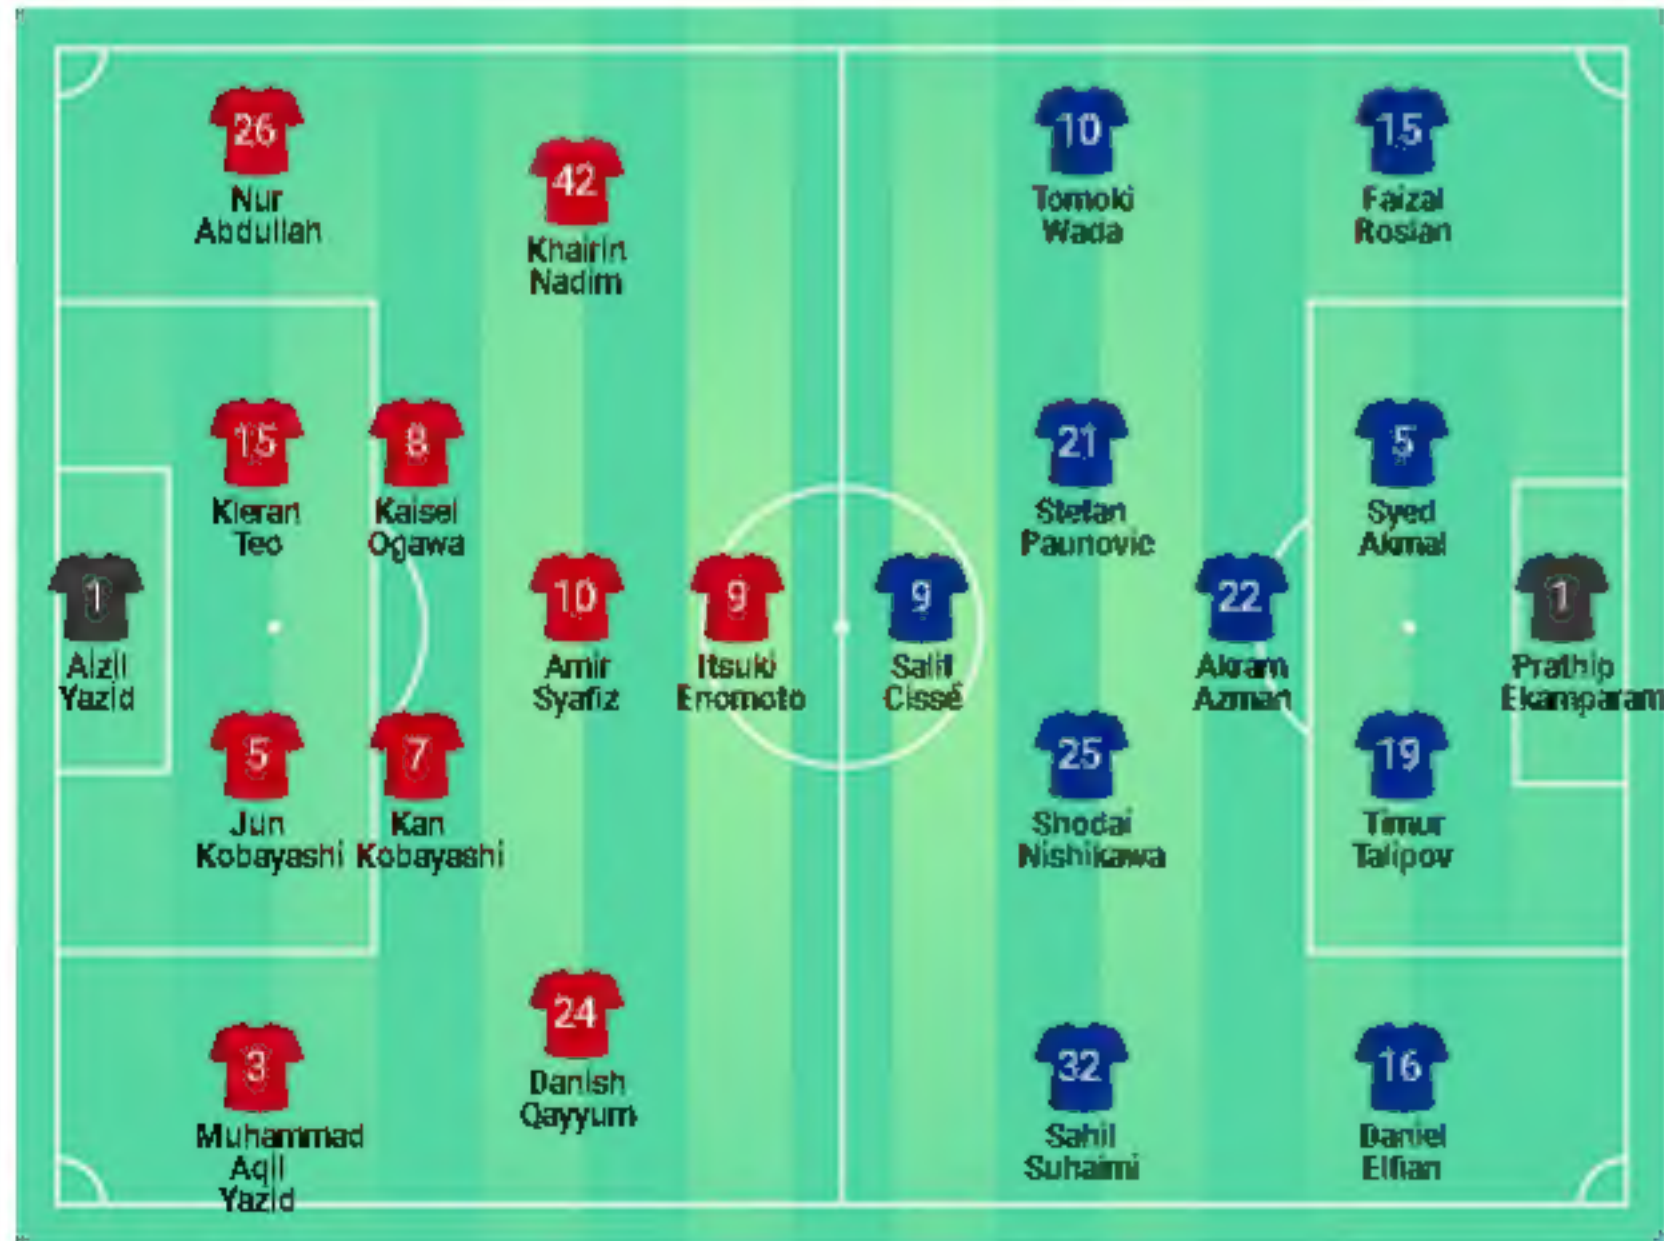 26
Nur
Abdullah
42
Khairin
Nadim
15
Kieran
Teo
8
Kaisei
Ogawa
1
Aizil
Yazid
10
Amir
Syafiz
9
Itsuki
Enomoto
5
Jun
Kobayashi
7
Kan
Kobayashi
3
Muhammad
Aqil
Yazid
24
Danish
Qayyum
10
Tomoki
Wada
15
Faizal
Roslan
21
Stefan
Paunovic
5
Syed
Akmal
9
Salif
Cissé
22
Akram
Azman
1
Prathip
Ekamparam
25
Shodai
Nishikawa
19
Timur
Talipov
32
Sahil
Suhaimi
16
Daniel
Elfian